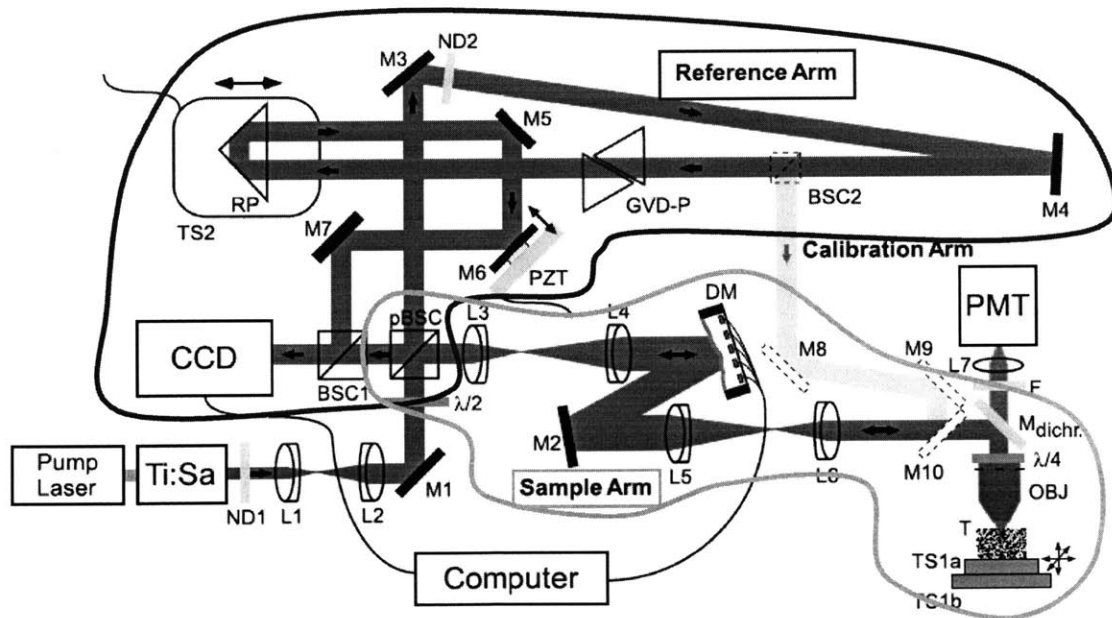 M3
ND2
Reference Arm
M5
RP
TS2
GVD-P
BSC2
M4
M7
M6
PZT
Calibration Arm
DM
PMT
pBSC
L3
L4
M8
M9
L7
F
CCD
BSC1
λ/2
M2
L5
L6
M10
Mdichr.
λ/4
OBJ
Pump
Laser
Ti:Sa
ND1
L1
L2
M1
Sample Arm
T
TS1a
TS1b
Computer